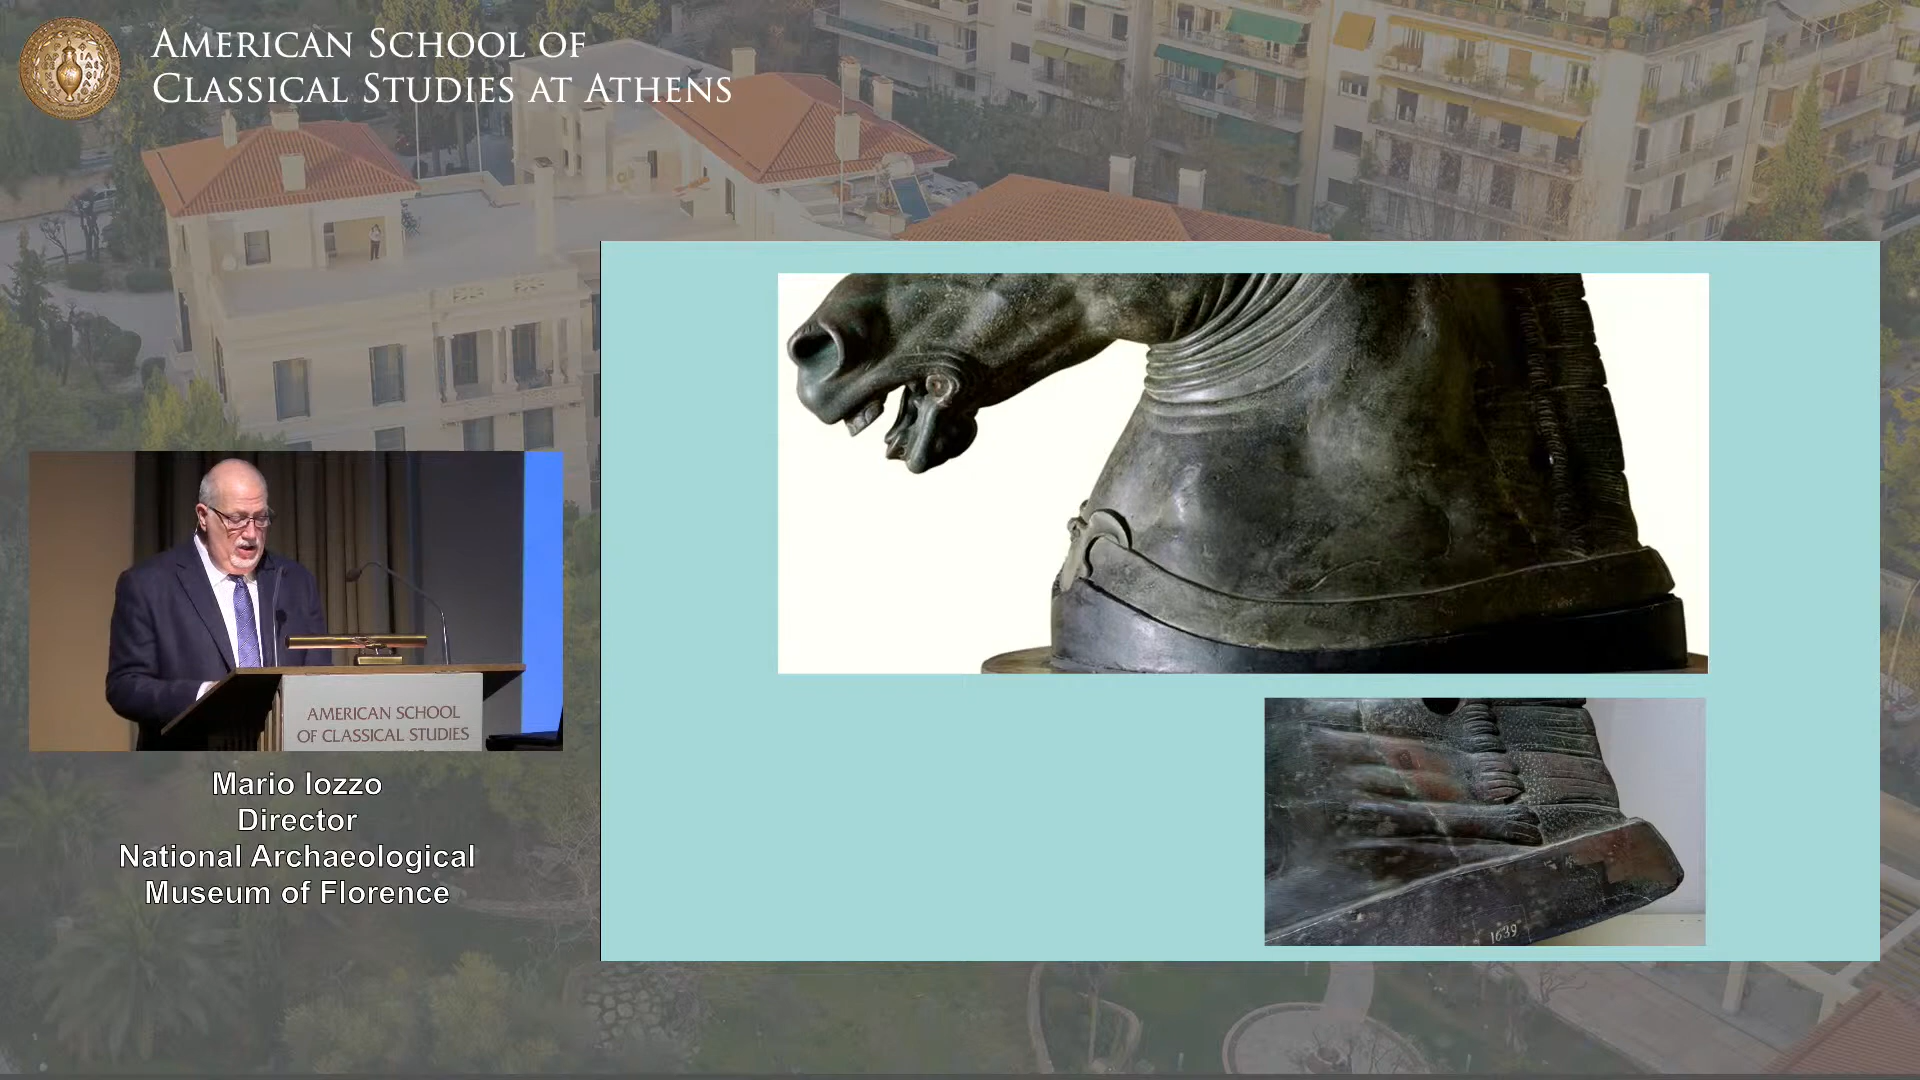 AMERICAN SCHOOL OF
CLASSICAL STUDIES AT ATHENS
AMERICAN SCHOOL
OF CLASSICAL STUDIES
Mario Iozzo
Director
National Archaeological
Museum of Florence
1639